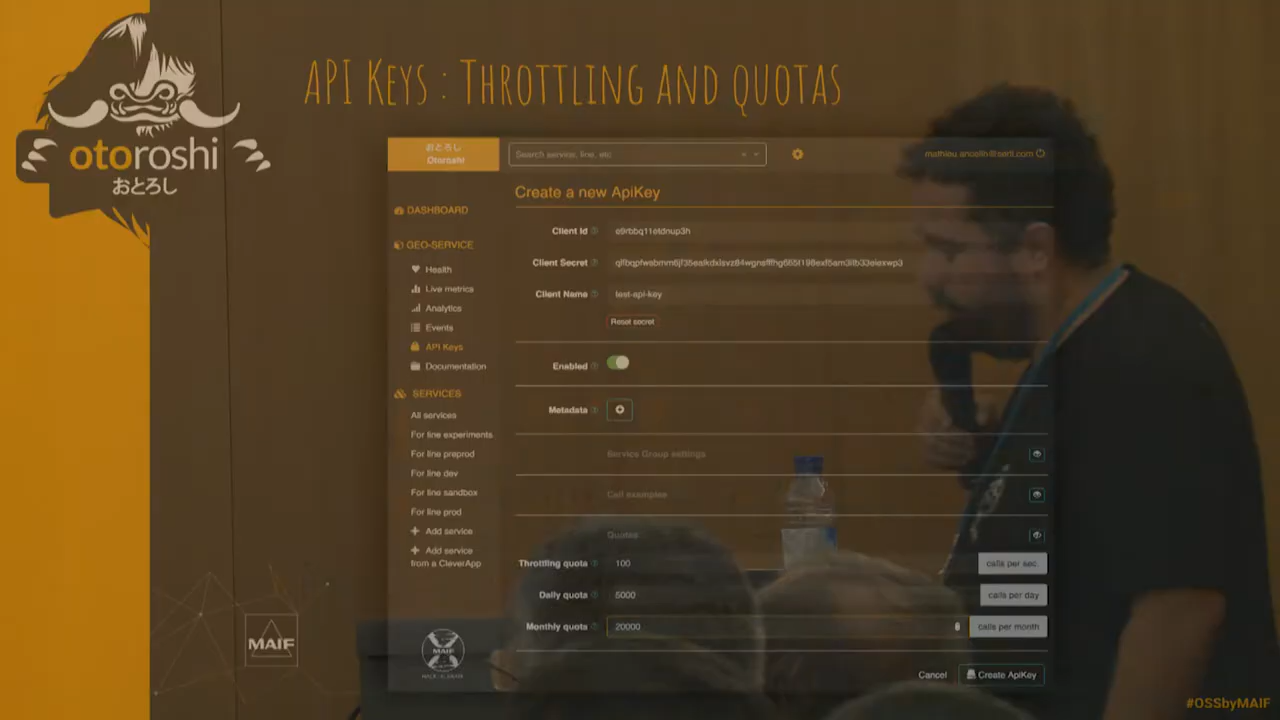 otoroshi
おとろし
API Keys : Throttling and quotas
おとろし
Otoroshi
Search service, line, etc
Create a new ApiKey
DASHBOARD
GEO-SERVICE
Health
Live metrics
Analytics
Events
API Keys
Documentation
SERVICES
All services
For line experiments
For line preprod
For line dev
For line sandbox
For line prod
Add service
Add service
from a CleverApp
Client Id
Client Secret
Client Name test-api-key
Reset secret
Enabled
Metadata
Service Group settings
Call examples
Quotas
Throttling quota 100 calls per sec.
Daily quota 5000 calls per day
Monthly quota 20000 calls per month
Cancel Create ApiKey
MAIF
MAIF
#OSSbyMAIF